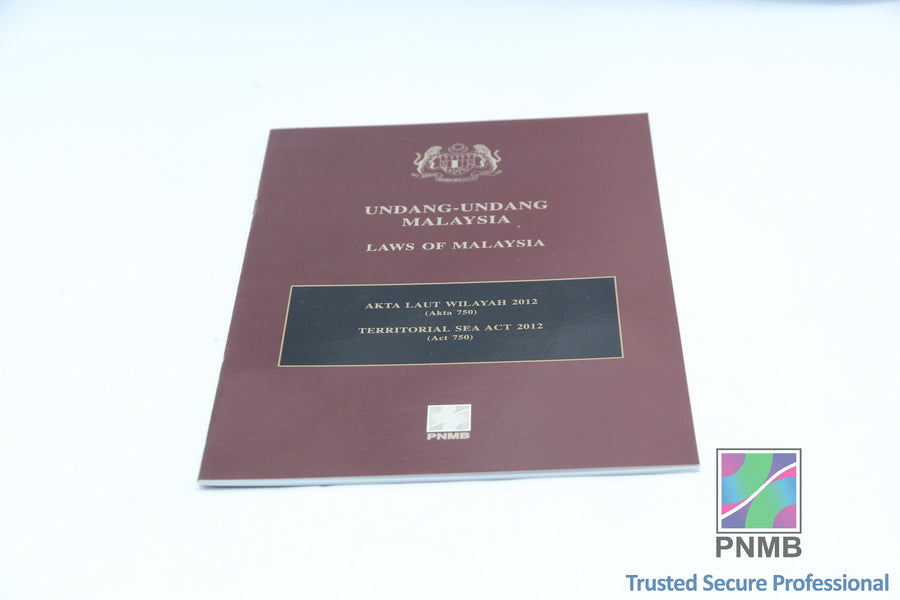 UNDANG-UNDANG
MALAYSIA
LAWS OF MALAYSIA
AKTA LAUT WILAYAH 2012
(Akta 750)
TERRITORIAL SEA ACT 2012
(Act 750)
PNMB
PNMB
Trusted Secure Professional